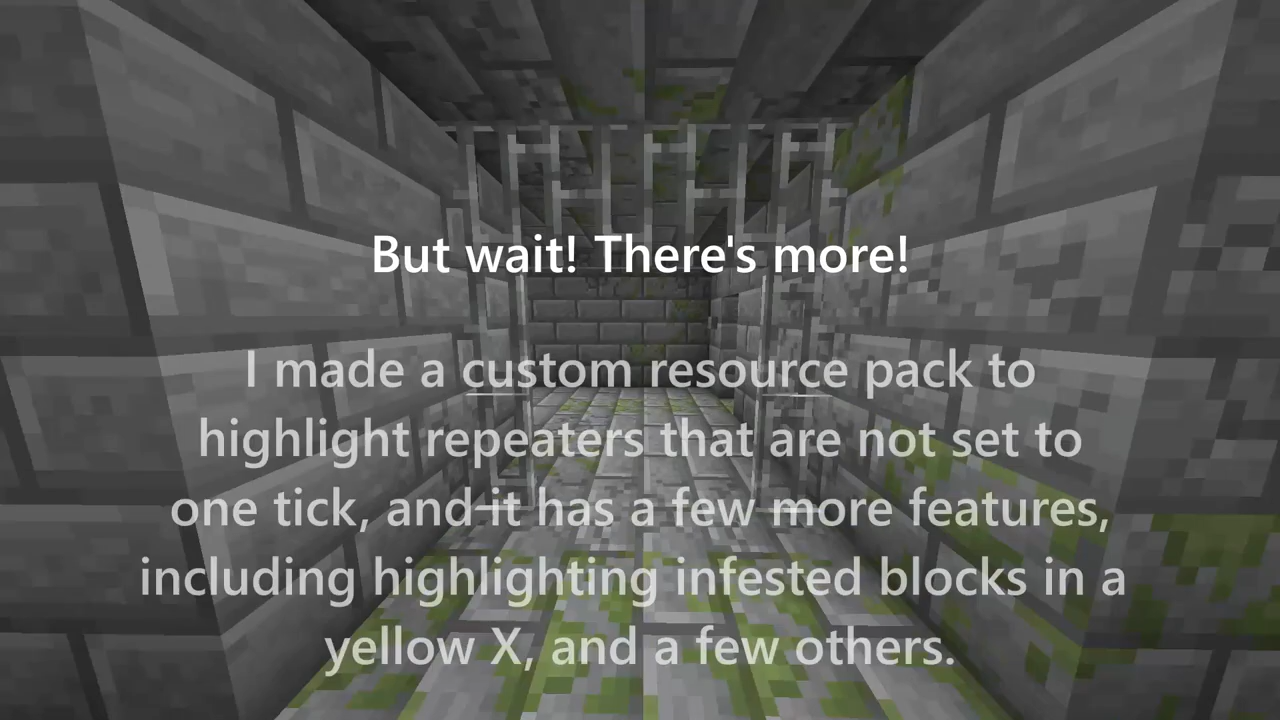 But wait! There's more!
I made a custom resource pack to
highlight repeaters that are not set to
one tick, and it has a few more features,
including highlighting infested blocks in a
yellow X, and a few others.